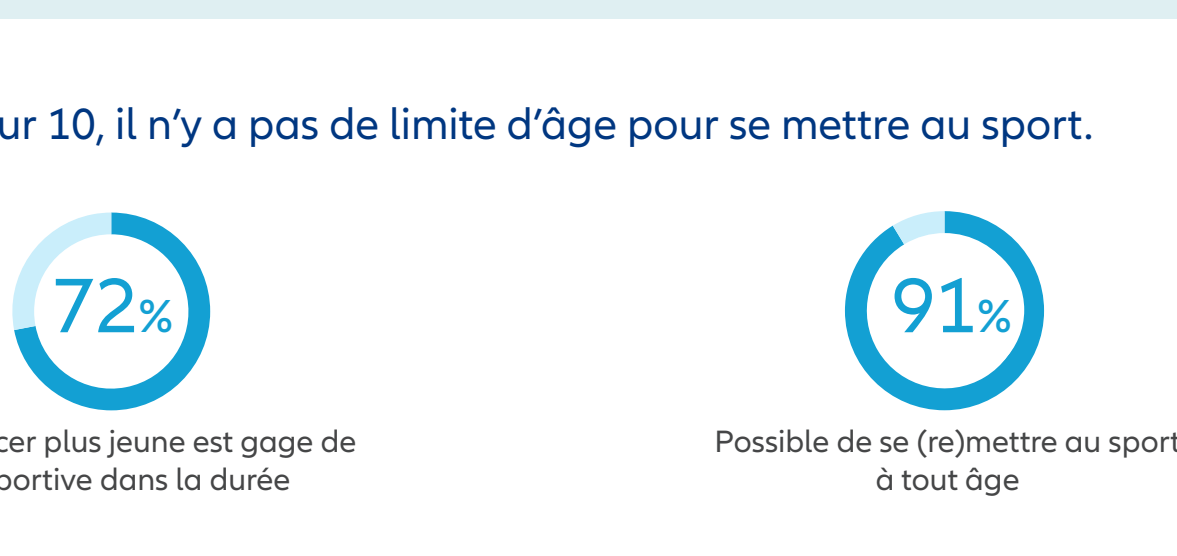 ur 10, il n'y a pas de limite d'âge pour se mettre au sport.
72%
91%
cer plus jeune est gage de
portive dans la durée
Possible de se (re)mettre au sport
à tout âge